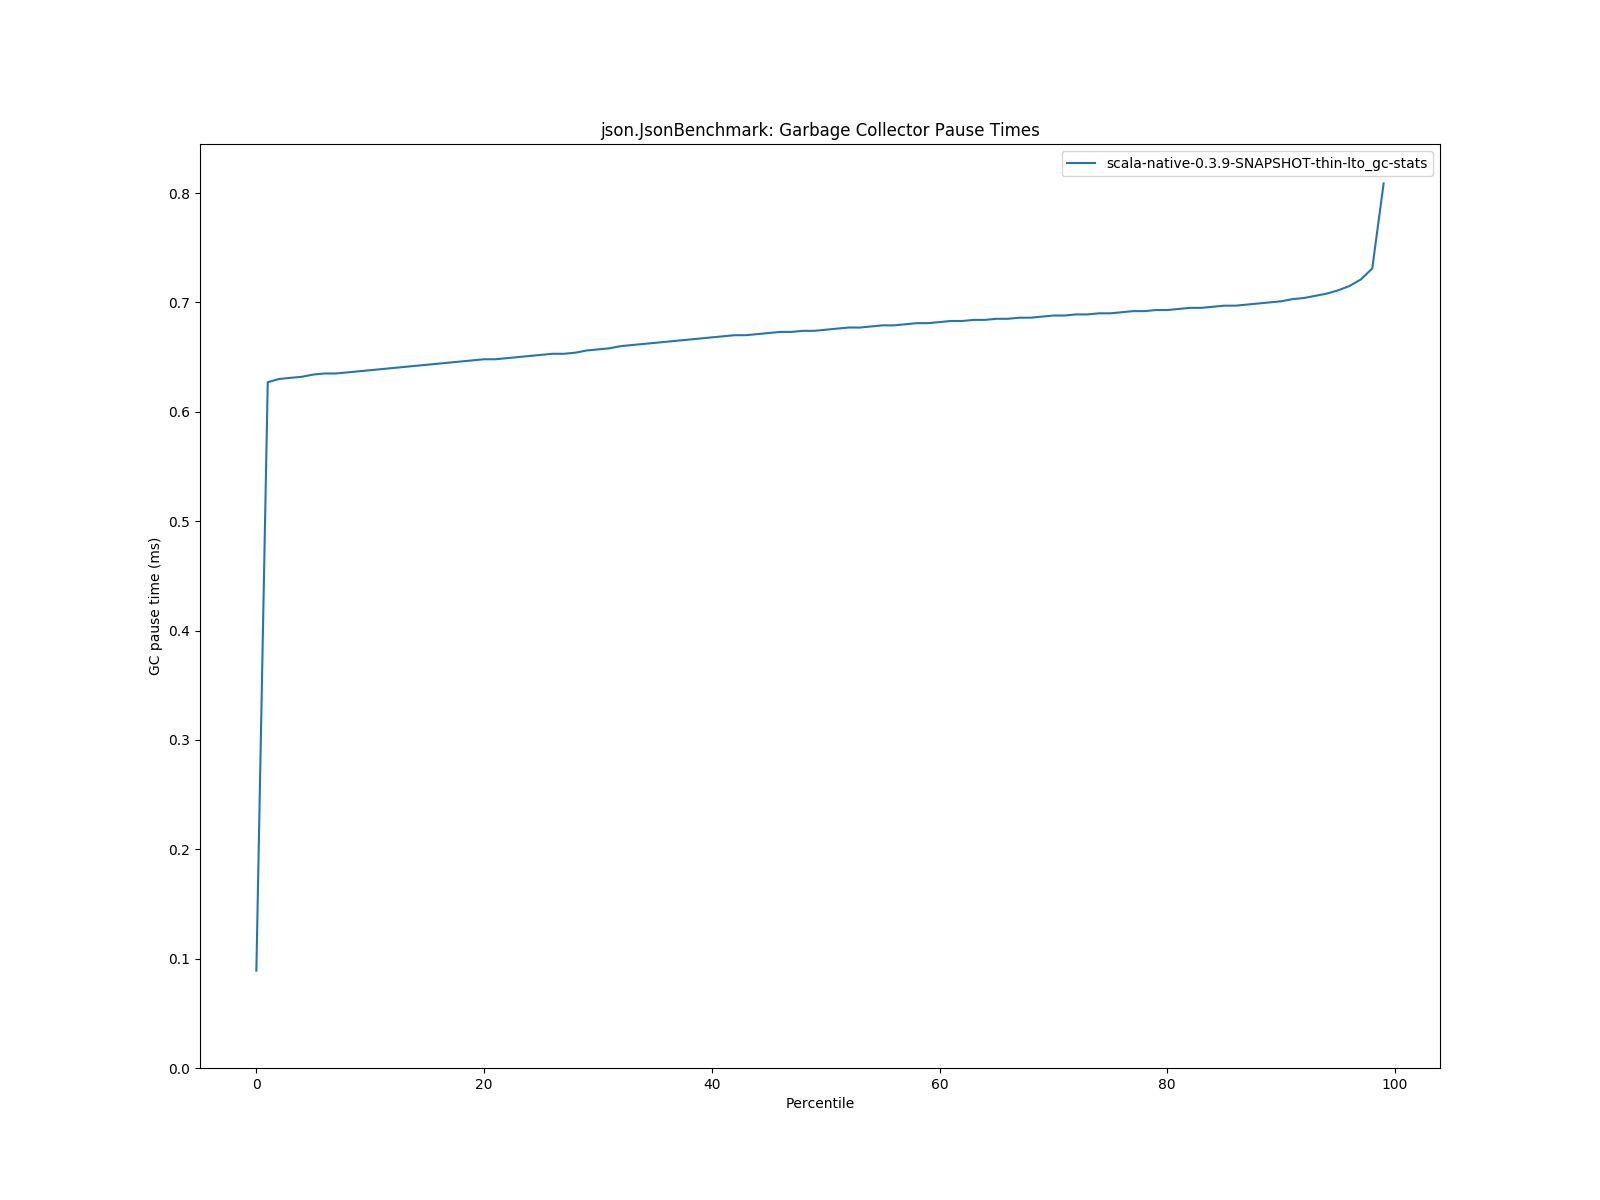 json.JsonBenchmark: Garbage Collector Pause Times
scala-native-0.3.9-SNAPSHOT-thin-lto_gc-stats
GC pause time (ms)
0.8
0.7
0.6
0.5
0.4
0.3
0.2
0.1
0.0
0 20 40 60 80 100
Percentile